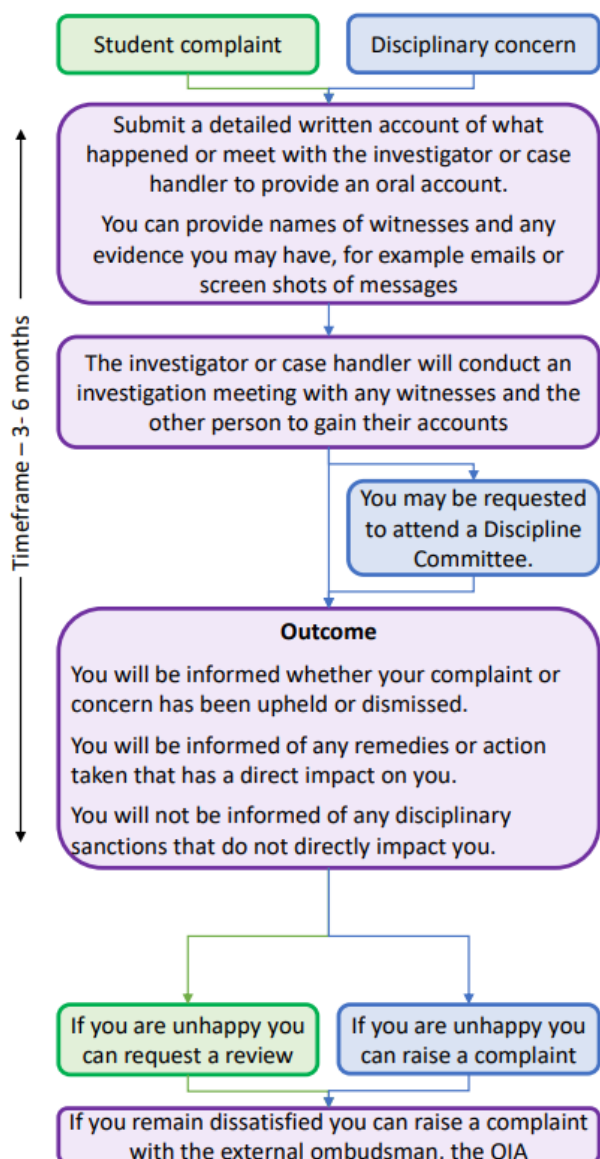 Student complaint
Disciplinary concern
Submit a detailed written account of what
happened or meet with the investigator or case
handler to provide an oral account.
You can provide names of witnesses and any
evidence you may have, for example emails or
screen shots of messages
Timeframe – 3- 6 months
The investigator or case handler will conduct an
investigation meeting with any witnesses and the
other person to gain their accounts
You may be requested
to attend a Discipline
Committee.
Outcome
You will be informed whether your complaint or
concern has been upheld or dismissed.
You will be informed of any remedies or action
taken that has a direct impact on you.
You will not be informed of any disciplinary
sanctions that do not directly impact you.
If you are unhappy you
can request a review
If you are unhappy you
can raise a complaint
If you remain dissatisfied you can raise a complaint
with the external ombudsman, the OIA